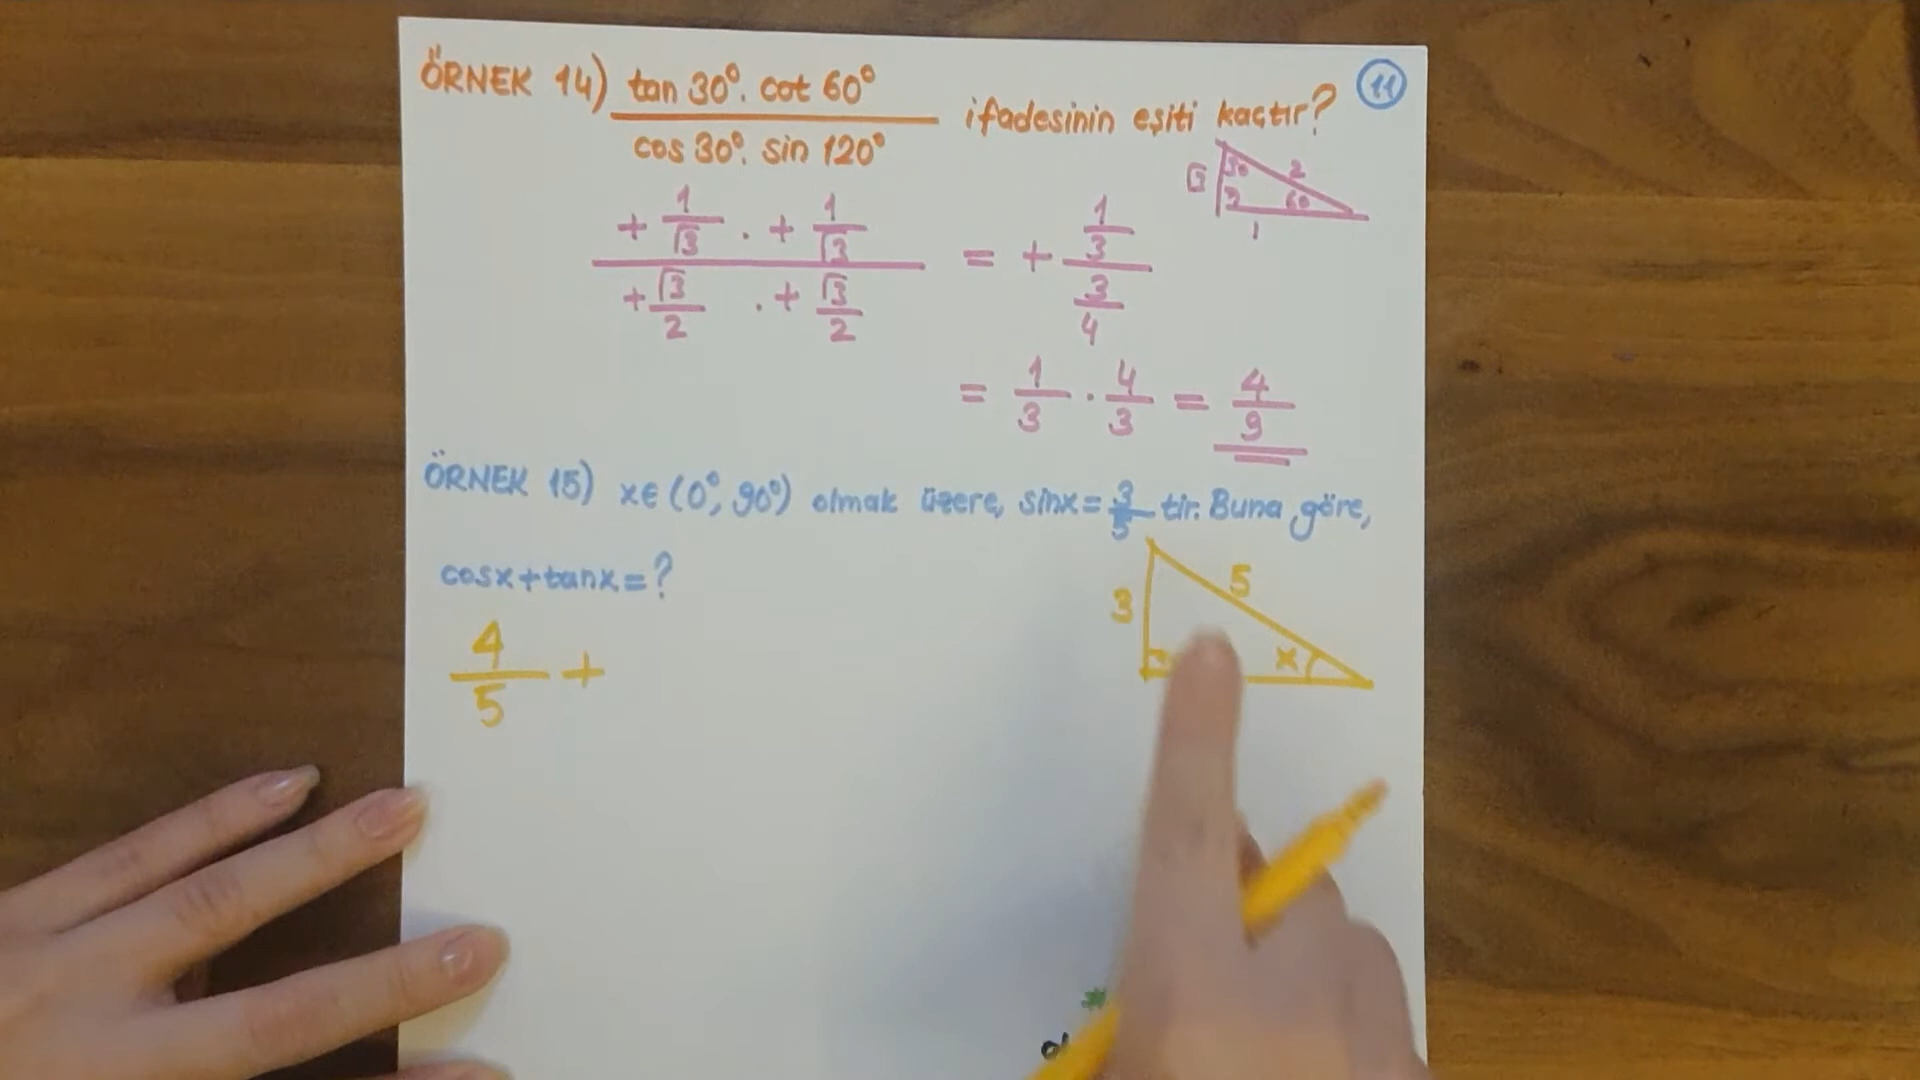 ÖRNEK 14) tan 30°. cot 60° / cos 30°. sin 120° ifadesinin eşiti kaçtır? 11
√3 30 2 60 1
+ 1/√3 . + 1/√3 / + √3/2 . + √3/2 = + 1/3 / 3/4
= 1/3 . 4/3 = 4/9
ÖRNEK 15) x∈(0°, 90°) olmak üzere, sinx = 3/5 tir. Buna göre,
cosx+tanx=?
3 5 x
4/5 +